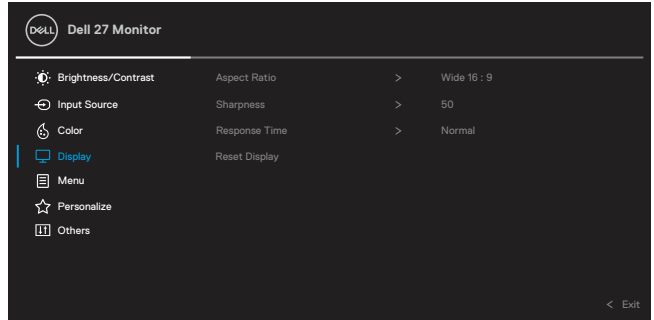 DELL Dell 27 Monitor
Brightness/Contrast Aspect Ratio > Wide 16 : 9
Input Source Sharpness > 50
Color Response Time > Normal
Display Reset Display
Menu
Personalize
Others
< Exit